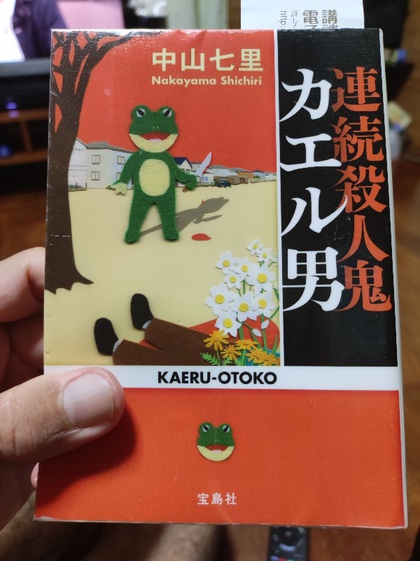 中山七里
Nakayama Shichiri
連続殺人鬼
カエル男
KAERU-OTOKO
宝島社